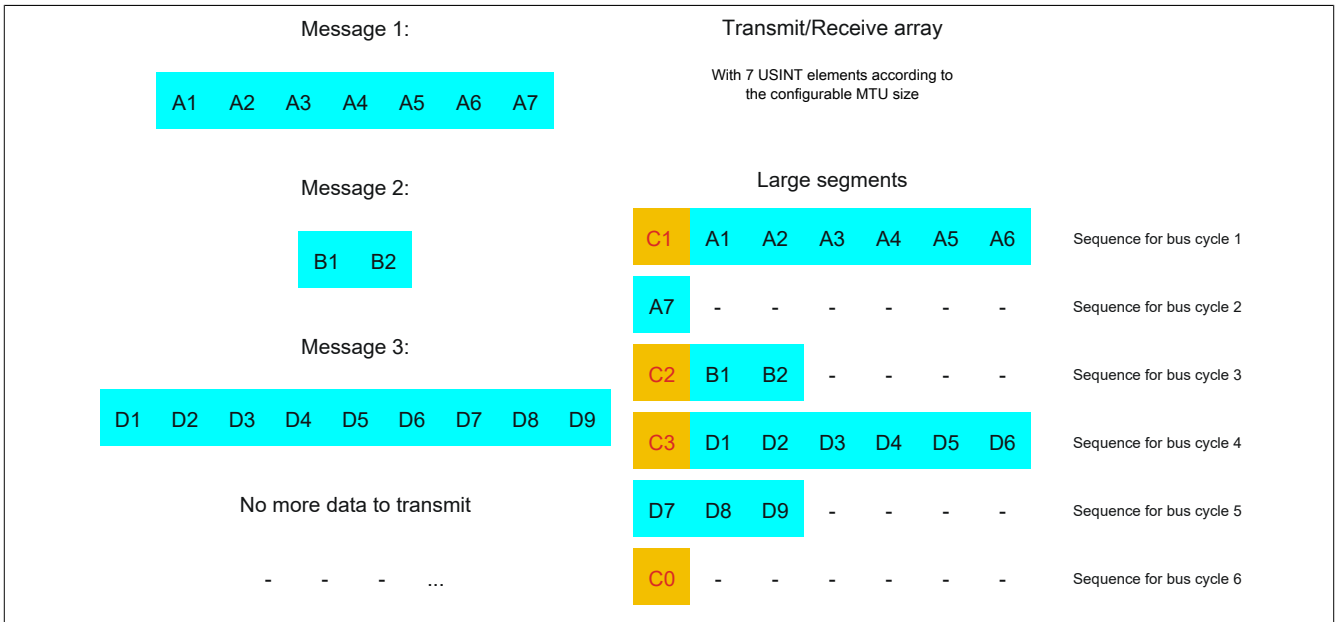 Message 1:
A1 A2 A3 A4 A5 A6 A7
Message 2:
B1 B2
Message 3:
D1 D2 D3 D4 D5 D6 D7 D8 D9
No more data to transmit
- - - ...
Transmit/Receive array
With 7 USINT elements according to
the configurable MTU size
Large segments
C1 A1 A2 A3 A4 A5 A6 Sequence for bus cycle 1
A7 - - - - - - Sequence for bus cycle 2
C2 B1 B2 - - - - Sequence for bus cycle 3
C3 D1 D2 D3 D4 D5 D6 Sequence for bus cycle 4
D7 D8 D9 - - - - Sequence for bus cycle 5
C0 - - - - - - Sequence for bus cycle 6